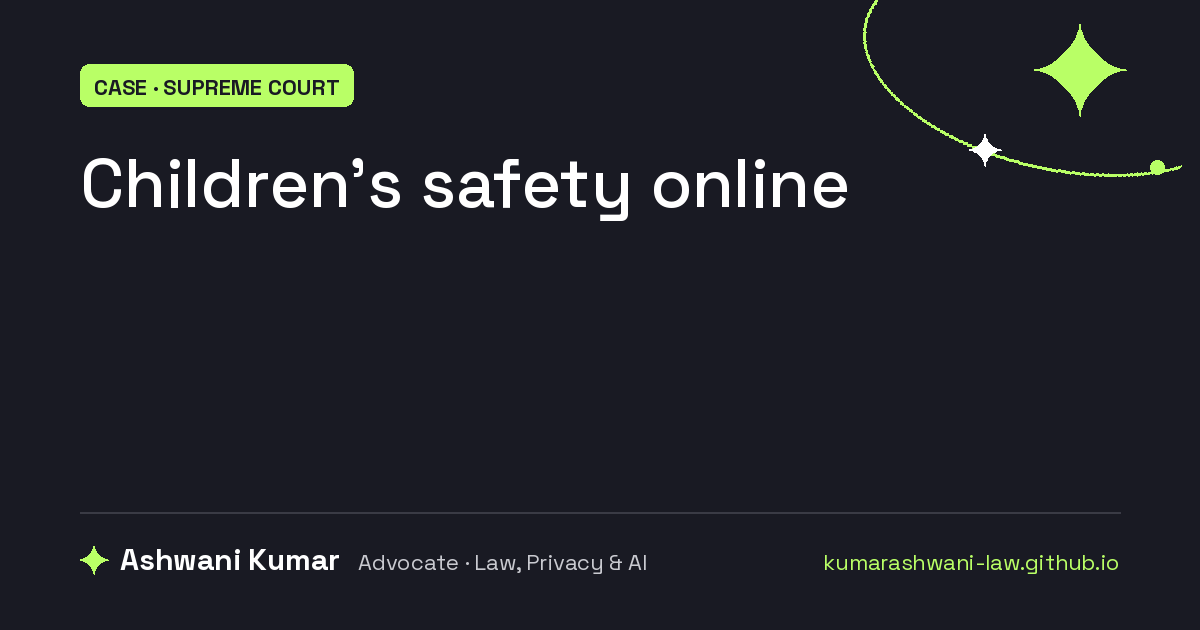 CASE · SUPREME COURT
Children’s safety online
Ashwani Kumar Advocate · Law, Privacy & AI kumarashwani-law.github.io